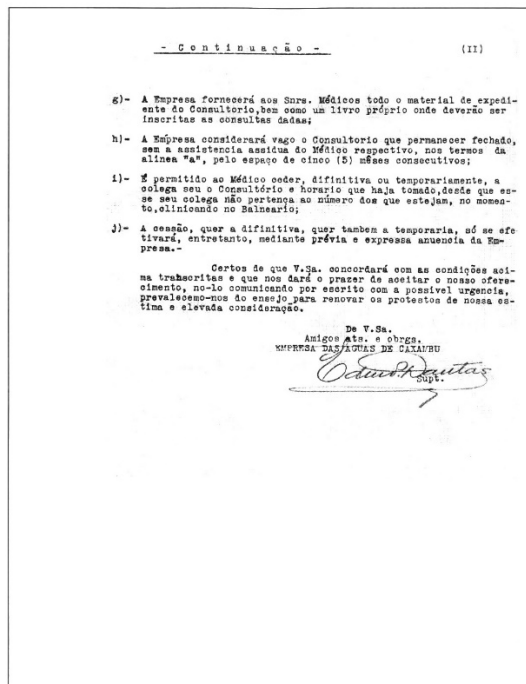 - Continuação - (II)
g)- A Empresa fornecerá aos Snrs. Médicos todo o material de expedi-
ente do Consultorio,bem como um livro próprio onde deverão ser
inscritas as consultas dadas;
h)- A Empresa considerará vago o Consultorio que permanecer fechado,
sem a assistencia assidua do Médico respectivo, nos termos da
alinea "a", pelo espaço de cinco (5) mêses consecutivos;
i)- É permitido ao Médico ceder, difinitiva ou temporariamente, a
colega seu o Consultório e horario que haja tomado,desde que es-
se seu colega não pertença ao número dos que estejam, no momen-
to,clinicando no Balneario;
j)- A cessão, quer a difinitiva, quer tambem a temporaria, só se efe
tivará, entretanto, mediante prévia e expressa anuencia da Em-
presa.-
Certos de que V.Sa. concordará com as condições aci-
ma transcritas e que nos dará o prazer de aceitar o nosso ofere-
cimento, no-lo comunicando por escrito com a possivel urgencia,
prevalecemo-nos do ensejo para renovar os protestos de nossa es-
tima e elevada consideração.
De V.Sa.
Amigos ats. e obrgs.
EMPRESA DAS AGUAS DE CAXAMBU
Dantas
Supt.